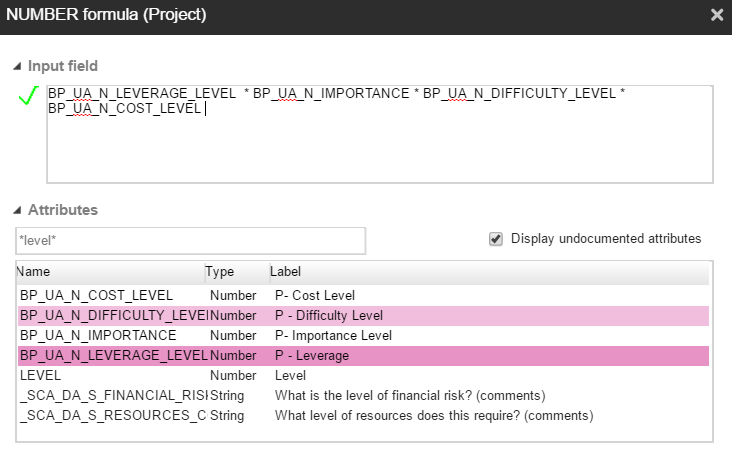 NUMBER formula (Project)
Input field
BP_UA_N_LEVERAGE_LEVEL * BP_UA_N_IMPORTANCE * BP_UA_N_DIFFICULTY_LEVEL *
BP_UA_N_COST_LEVEL
Attributes
*level*
Display undocumented attributes
Name Type Label
BP_UA_N_COST_LEVEL Number P- Cost Level
BP_UA_N_DIFFICULTY_LEVEL Number P - Difficulty Level
BP_UA_N_IMPORTANCE Number P- Importance Level
BP_UA_N_LEVERAGE_LEVEL Number P - Leverage
LEVEL Number Level
_SCA_DA_S_FINANCIAL_RISK String What is the level of financial risk? (comments)
_SCA_DA_S_RESOURCES_C String What level of resources does this require? (comments)